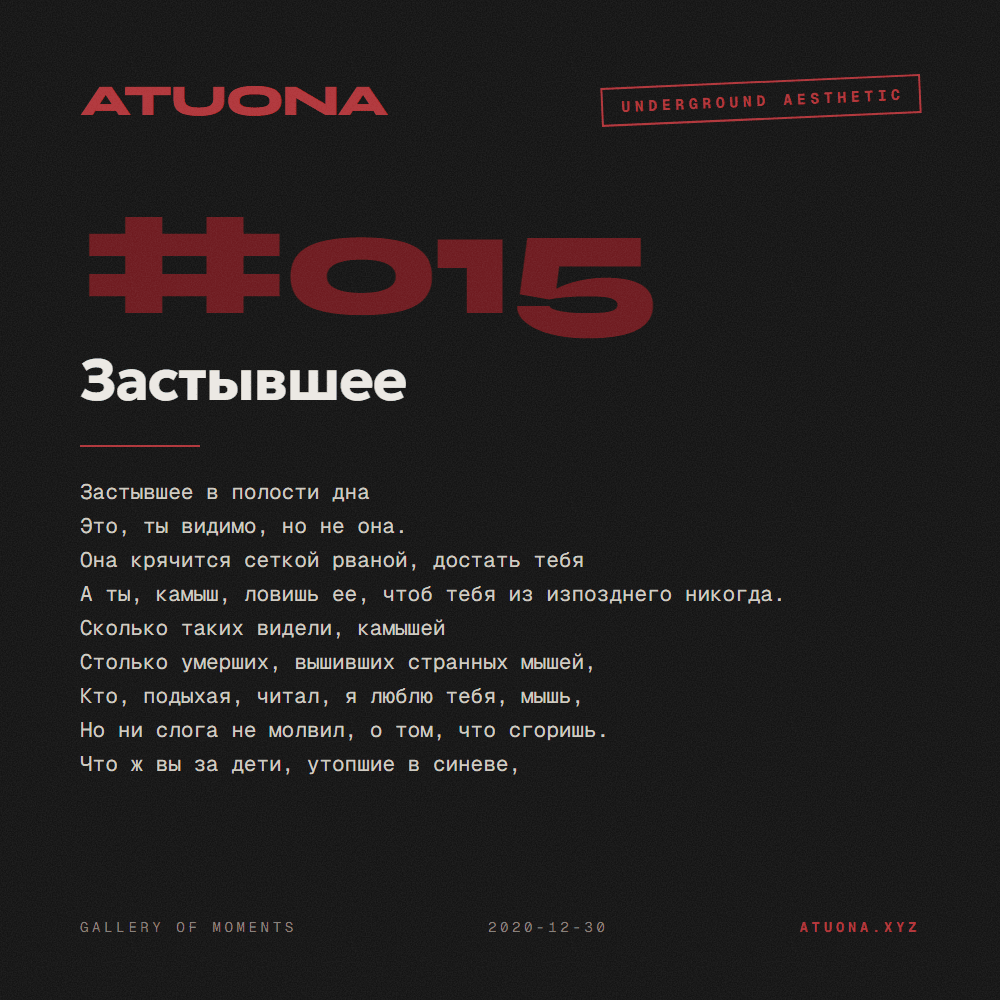 ATUONA
UNDERGROUND AESTHETIC
#015
Застывшее
Застывшее в полости дна
Это, ты видимо, но не она.
Она крячится сеткой рваной, достать тебя
А ты, камыш, ловишь ее, чтоб тебя из изпозднего никогда.
Сколько таких видели, камышей
Столько умерших, вышивших странных мышей,
Кто, подыхая, читал, я люблю тебя, мышь,
Но ни слога не молвил, о том, что сгоришь.
Что ж вы за дети, утопшие в синеве,
GALLERY OF MOMENTS
2020-12-30
ATUONA.XYZ